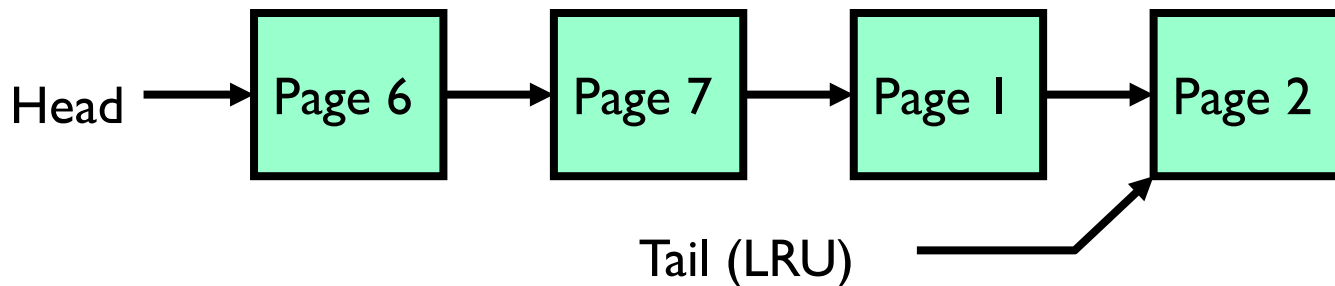 Head
Page 6
Page 7
Page 1
Page 2
Tail (LRU)